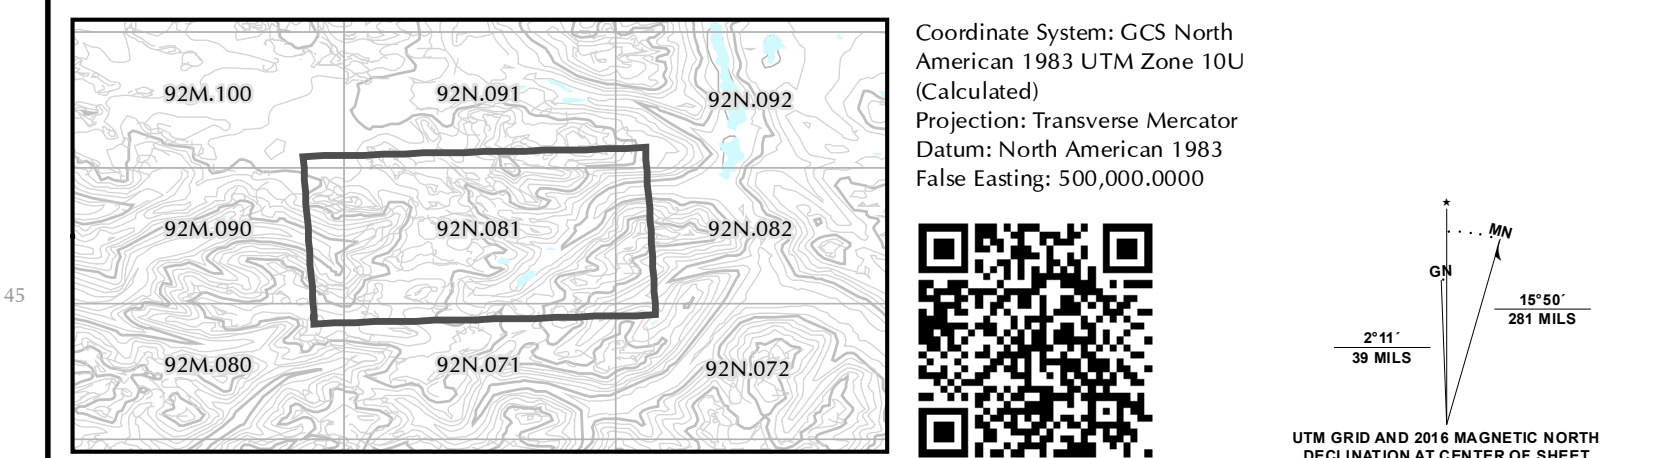 92M.100
92N.091
92N.092
92M.090
92N.081
92N.082
92M.080
92N.071
92N.072
45
Coordinate System: GCS North
American 1983 UTM Zone 10U
(Calculated)
Projection: Transverse Mercator
Datum: North American 1983
False Easting: 500,000.0000
MN
GN
15°50´
281 MILS
2°11´
39 MILS
UTM GRID AND 2016 MAGNETIC NORTH
DECLINATION AT CENTER OF SHEET